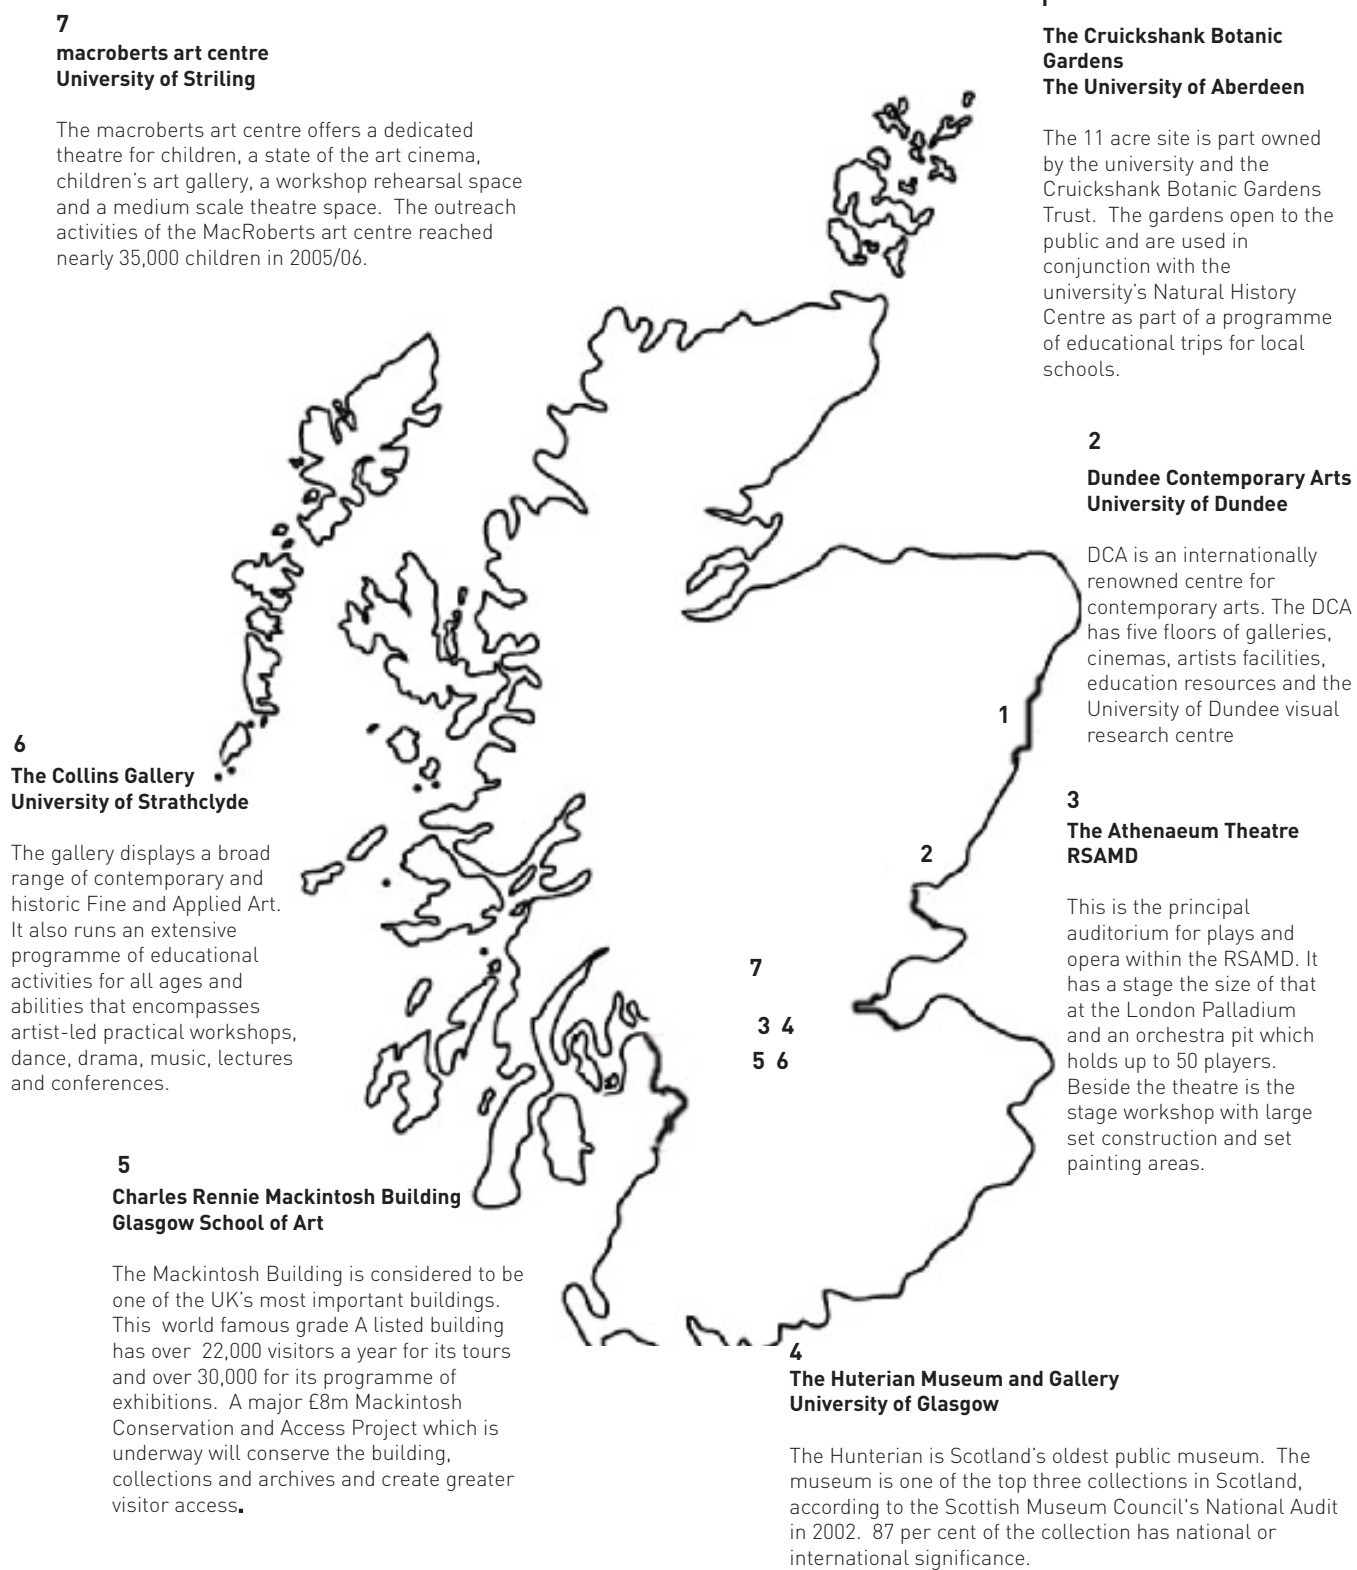 7
macroberts art centre
University of Striling
The macroberts art centre offers a dedicated
theatre for children, a state of the art cinema,
children's art gallery, a workshop rehearsal space
and a medium scale theatre space.  The outreach
activities of the MacRoberts art centre reached
nearly 35,000 children in 2005/06.
The Cruickshank Botanic
Gardens
The University of Aberdeen
The 11 acre site is part owned
by the university and the
Cruickshank Botanic Gardens
Trust.  The gardens open to the
public and are used in
conjunction with the
university's Natural History
Centre as part of a programme
of educational trips for local
schools.
2
Dundee Contemporary Arts
University of Dundee
DCA is an internationally
renowned centre for
contemporary arts. The DCA
has five floors of galleries,
cinemas, artists facilities,
education resources and the
University of Dundee visual
research centre
3
The Athenaeum Theatre
RSAMD
This is the principal
auditorium for plays and
opera within the RSAMD. It
has a stage the size of that
at the London Palladium
and an orchestra pit which
holds up to 50 players.
Beside the theatre is the
stage workshop with large
set construction and set
painting areas.
1
2
7
3 4
5 6
6
The Collins Gallery
University of Strathclyde
The gallery displays a broad
range of contemporary and
historic Fine and Applied Art.
It also runs an extensive
programme of educational
activities for all ages and
abilities that encompasses
artist-led practical workshops,
dance, drama, music, lectures
and conferences.
5
Charles Rennie Mackintosh Building
Glasgow School of Art
The Mackintosh Building is considered to be
one of the UK's most important buildings.
This  world famous grade A listed building
has over  22,000 visitors a year for its tours
and over 30,000 for its programme of
exhibitions.  A major £8m Mackintosh
Conservation and Access Project which is
underway will conserve the building,
collections and archives and create greater
visitor access.
4
The Huterian Museum and Gallery
University of Glasgow
The Hunterian is Scotland's oldest public museum.  The
museum is one of the top three collections in Scotland,
according to the Scottish Museum Council's National Audit
in 2002.  87 per cent of the collection has national or
international significance.